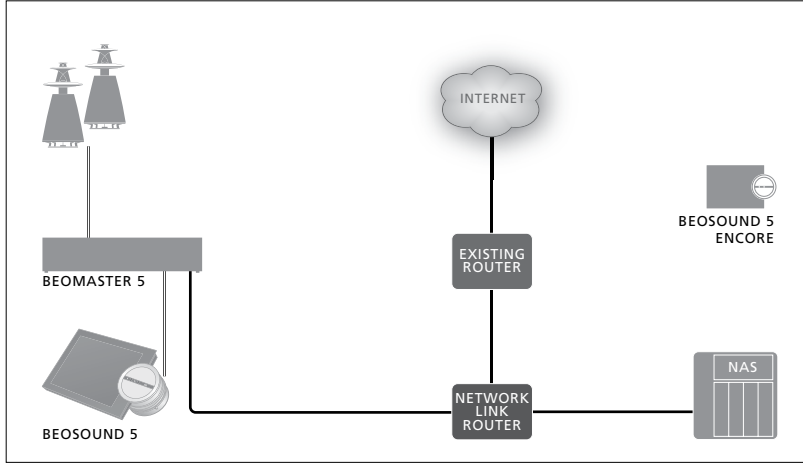 INTERNET
BEOSOUND 5
ENCORE
EXISTING
ROUTER
BEOMASTER 5
NAS
NETWORK
LINK
ROUTER
BEOSOUND 5